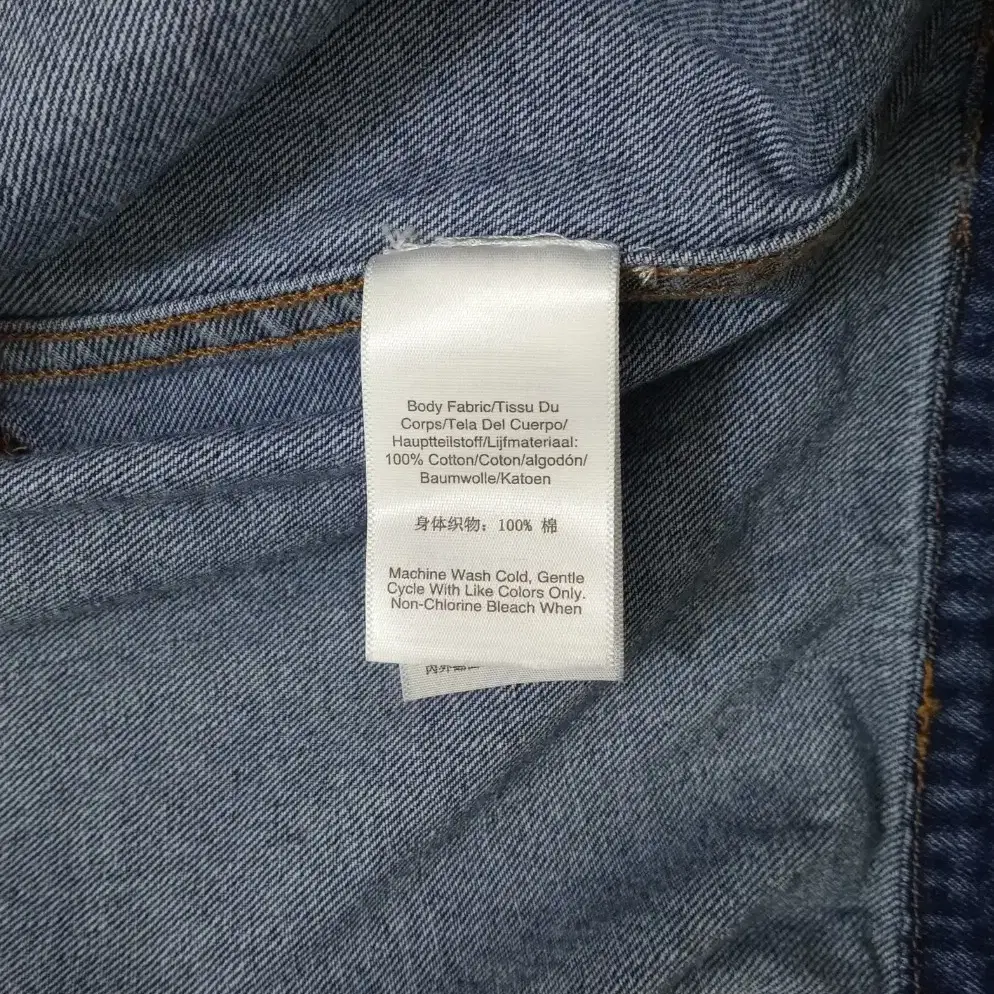 Body Fabric/Tissu Du
Corps/Tela Del Cuerpo/
Hauptteilstoff/Lijfmateriaal:
100% Cotton/Coton/algodón/
Baumwolle/Katoen
身体织物: 100% 棉
Machine Wash Cold, Gentle
Cycle With Like Colors Only.
Non-Chlorine Bleach When